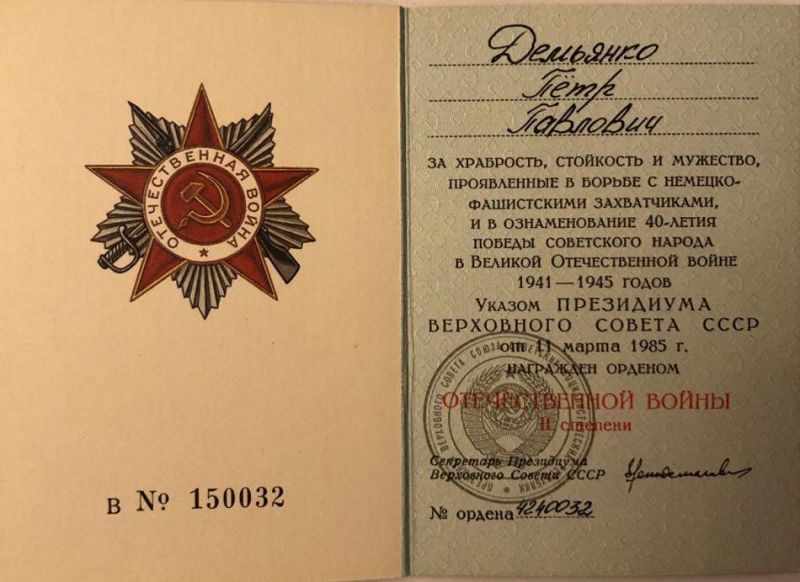 ОТЕЧЕСТВЕННАЯ ВОЙНА
В № 150032
Демьянко
Пётр
Павлович
ЗА ХРАБРОСТЬ, СТОЙКОСТЬ И МУЖЕСТВО,
ПРОЯВЛЕННЫЕ В БОРЬБЕ С НЕМЕЦКО-
ФАШИСТСКИМИ ЗАХВАТЧИКАМИ,
И В ОЗНАМЕНОВАНИЕ 40-ЛЕТИЯ
ПОБЕДЫ СОВЕТСКОГО НАРОДА
В ВЕЛИКОЙ ОТЕЧЕСТВЕННОЙ ВОЙНЕ
1941—1945 ГОДОВ
УКАЗОМ ПРЕЗИДИУМА
ВЕРХОВНОГО СОВЕТА СССР
от 11 марта 1985 г.
НАГРАЖДЕН ОРДЕНОМ
ОТЕЧЕСТВЕННОЙ ВОЙНЫ
II степени
Секретарь Президиума
Верховного Совета СССР
№ ордена 4240032